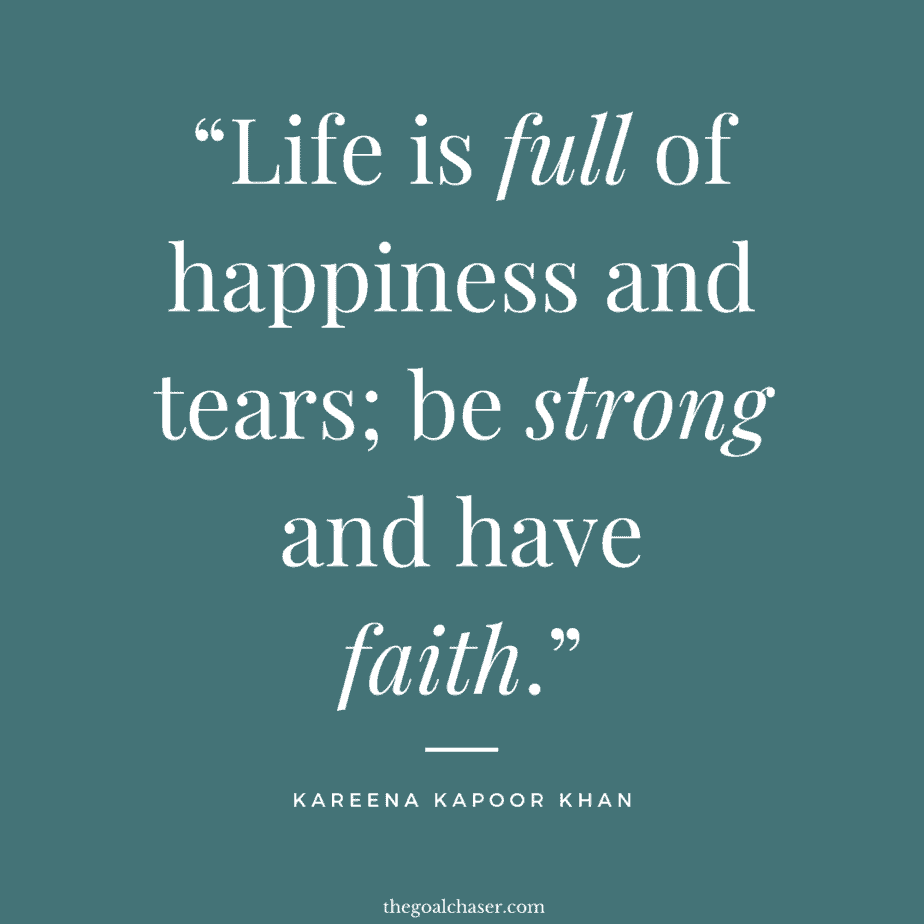 “Life is full of
happiness and
tears; be strong
and have
faith.”
KAREENA KAPOOR KHAN
thegoalchaser.com